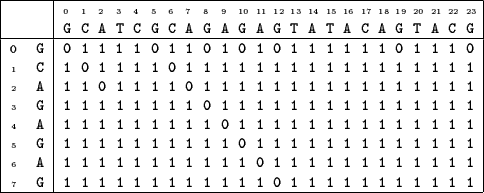 0 1 2 3 4 5 6 7 8 9 10 11 12 13 14 15 16 17 18 19 20 21 22 23
G C A T C G C A G A G A G T A T A C A G T A C G
0 G 0 1 1 1 1 0 1 1 0 1 0 1 0 1 1 1 1 1 1 0 1 1 1 0
1 C 1 0 1 1 1 1 0 1 1 1 1 1 1 1 1 1 1 1 1 1 1 1 1 1
2 A 1 1 0 1 1 1 1 0 1 1 1 1 1 1 1 1 1 1 1 1 1 1 1 1
3 G 1 1 1 1 1 1 1 1 0 1 1 1 1 1 1 1 1 1 1 1 1 1 1 1
4 A 1 1 1 1 1 1 1 1 1 0 1 1 1 1 1 1 1 1 1 1 1 1 1 1
5 G 1 1 1 1 1 1 1 1 1 1 0 1 1 1 1 1 1 1 1 1 1 1 1 1
6 A 1 1 1 1 1 1 1 1 1 1 1 0 1 1 1 1 1 1 1 1 1 1 1 1
7 G 1 1 1 1 1 1 1 1 1 1 1 1 0 1 1 1 1 1 1 1 1 1 1 1